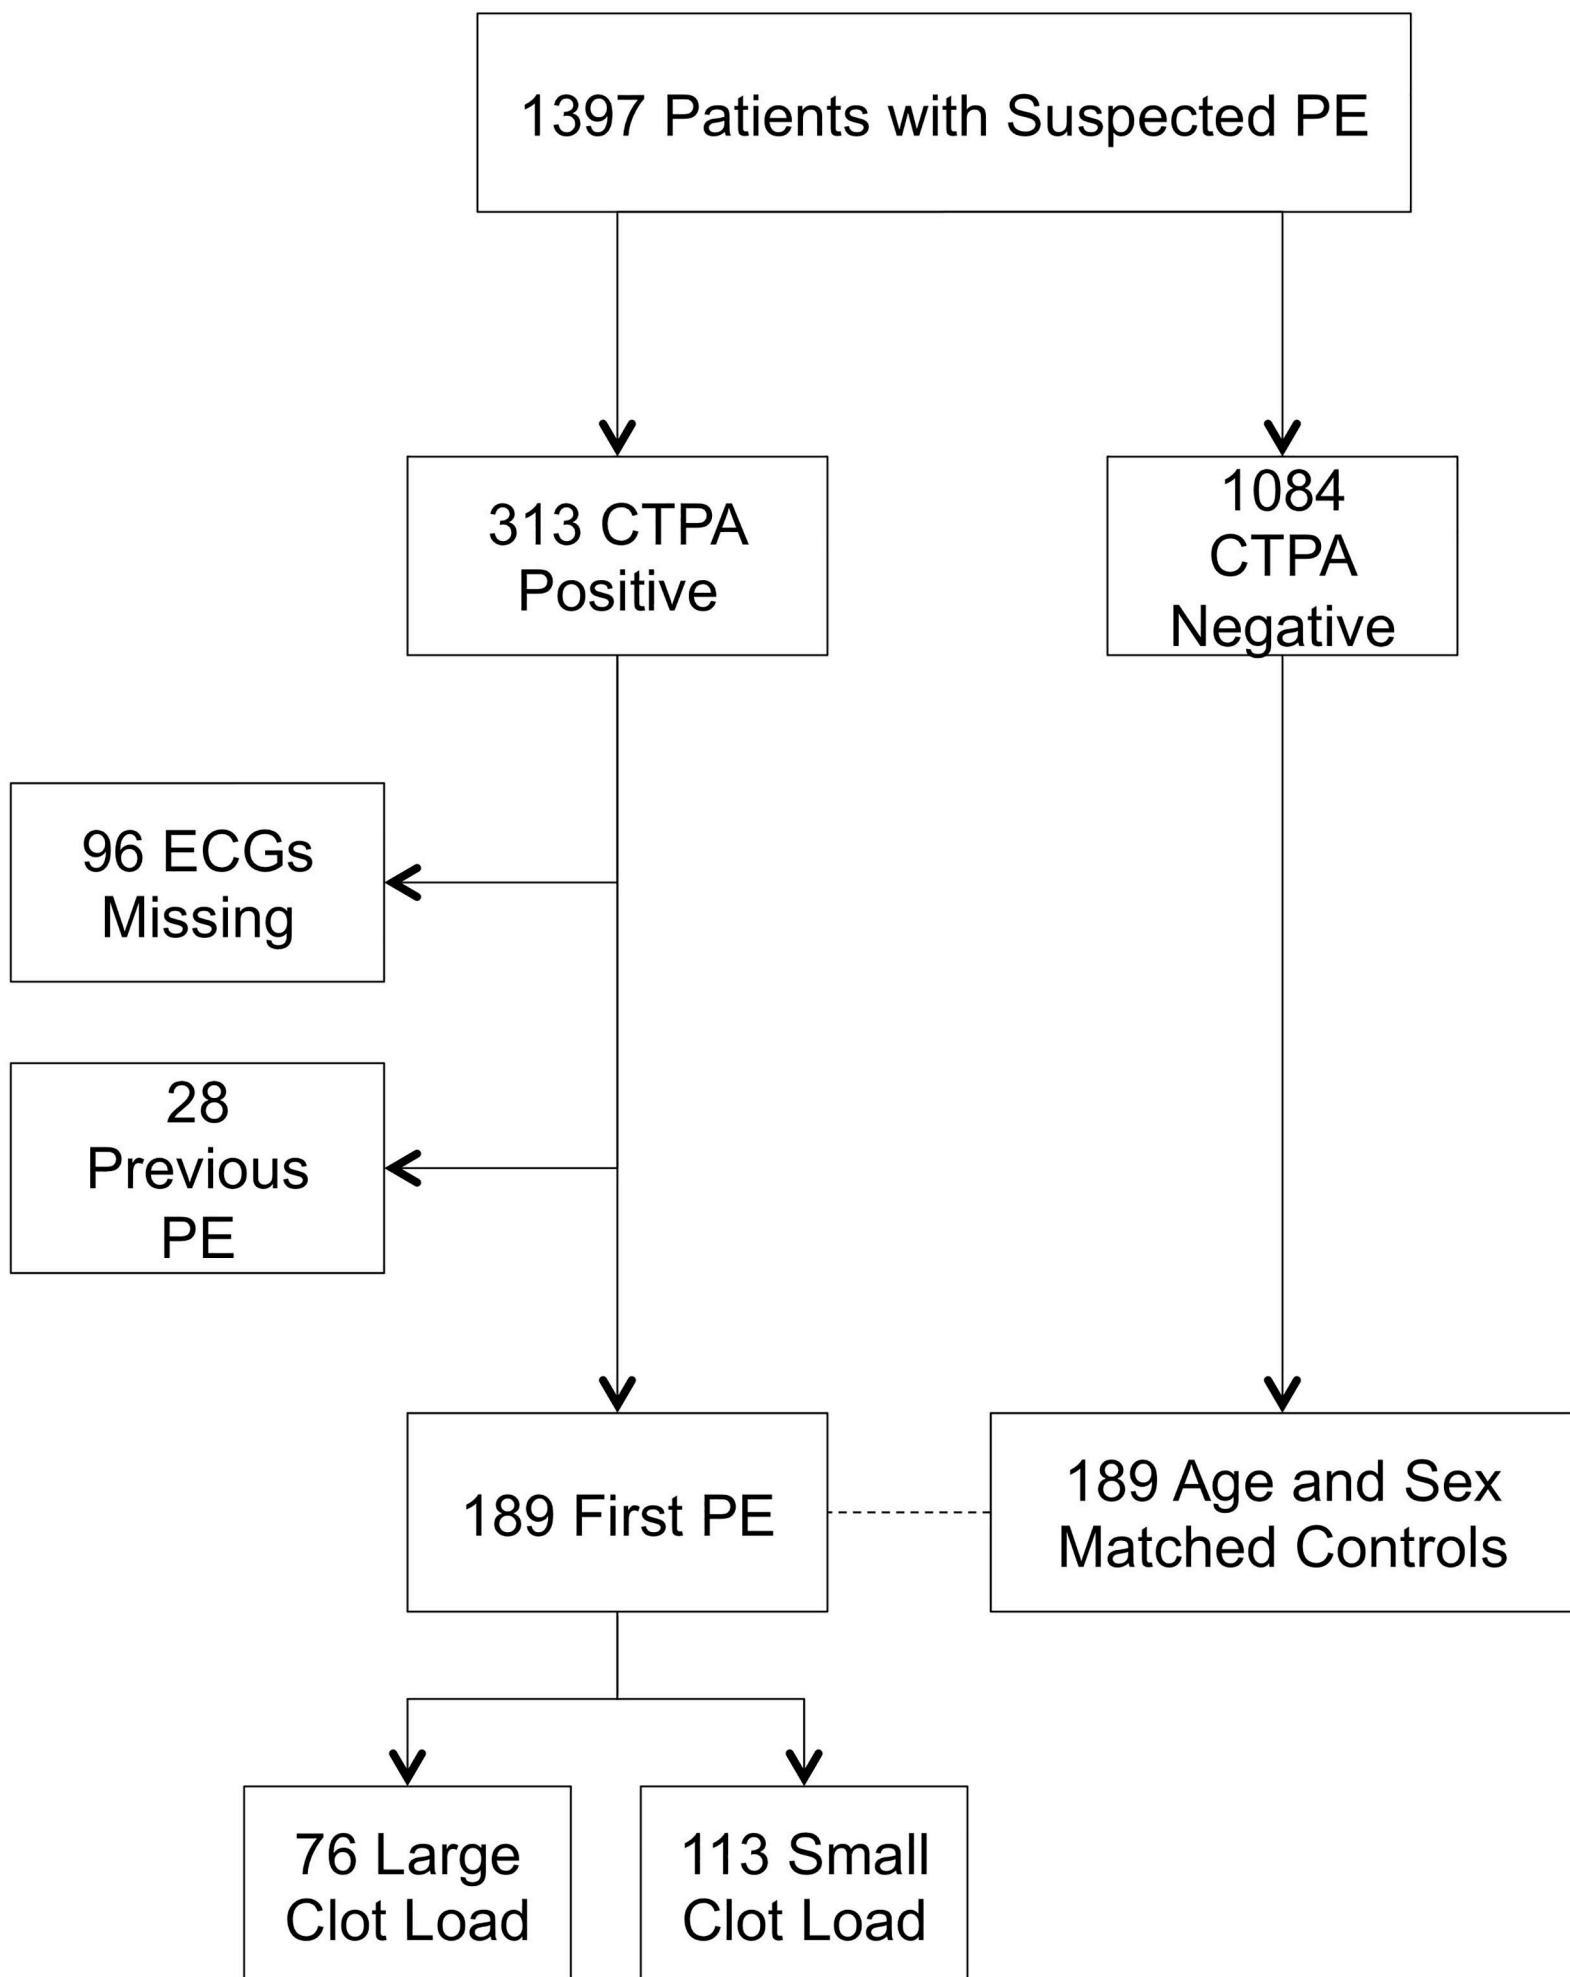 1397 Patients with Suspected PE
313 CTPA
Positive
1084
CTPA
Negative
96 ECGs
Missing
28
Previous
PE
189 First PE
189 Age and Sex
Matched Controls
76 Large
Clot Load
113 Small
Clot Load